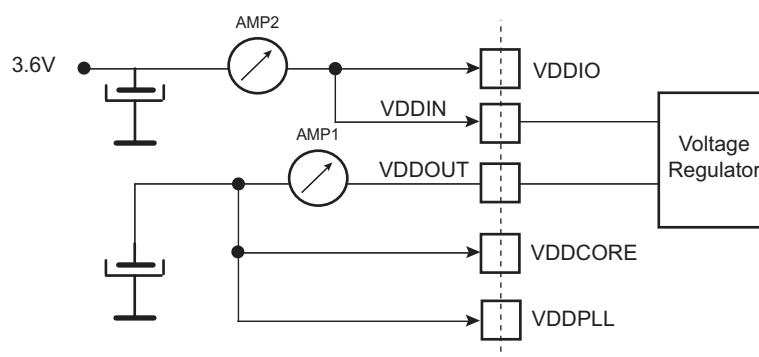 AMP2
3.6V
VDDIO
VDDIN
AMP1
Voltage
Regulator
VDDOUT
VDDCORE
VDDPLL